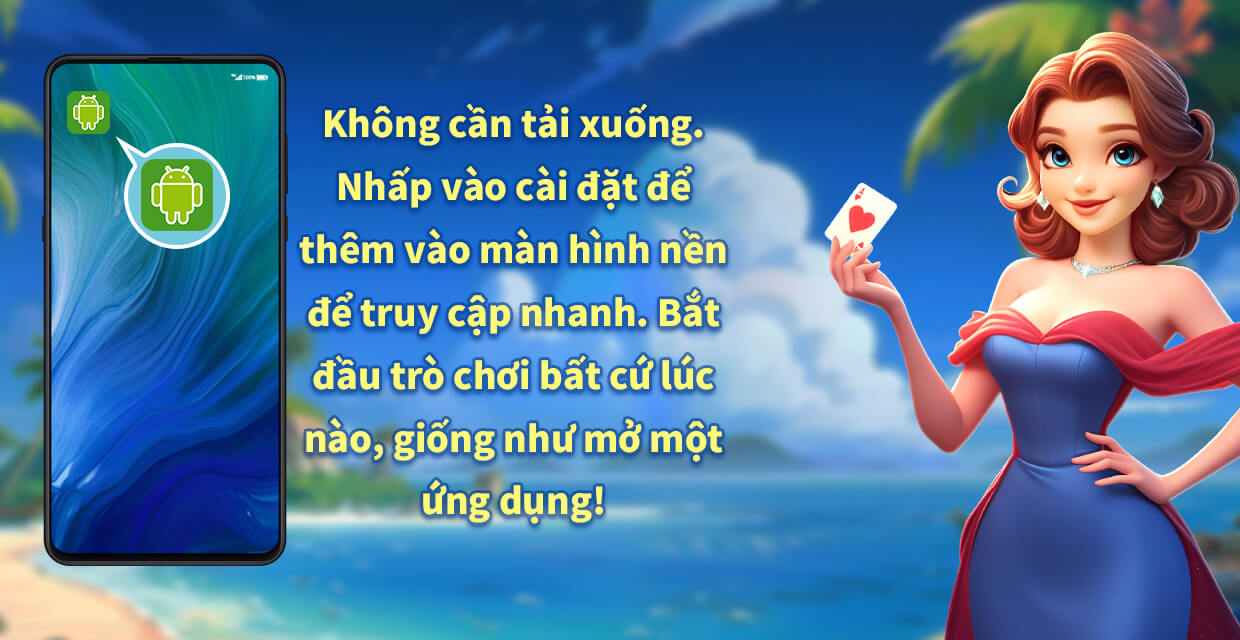 100%
Không cần tải xuống.
Nhấp vào cài đặt để
thêm vào màn hình nền
để truy cập nhanh. Bắt
đầu trò chơi bất cứ lúc
nào, giống như mở một
ứng dụng!
A
A